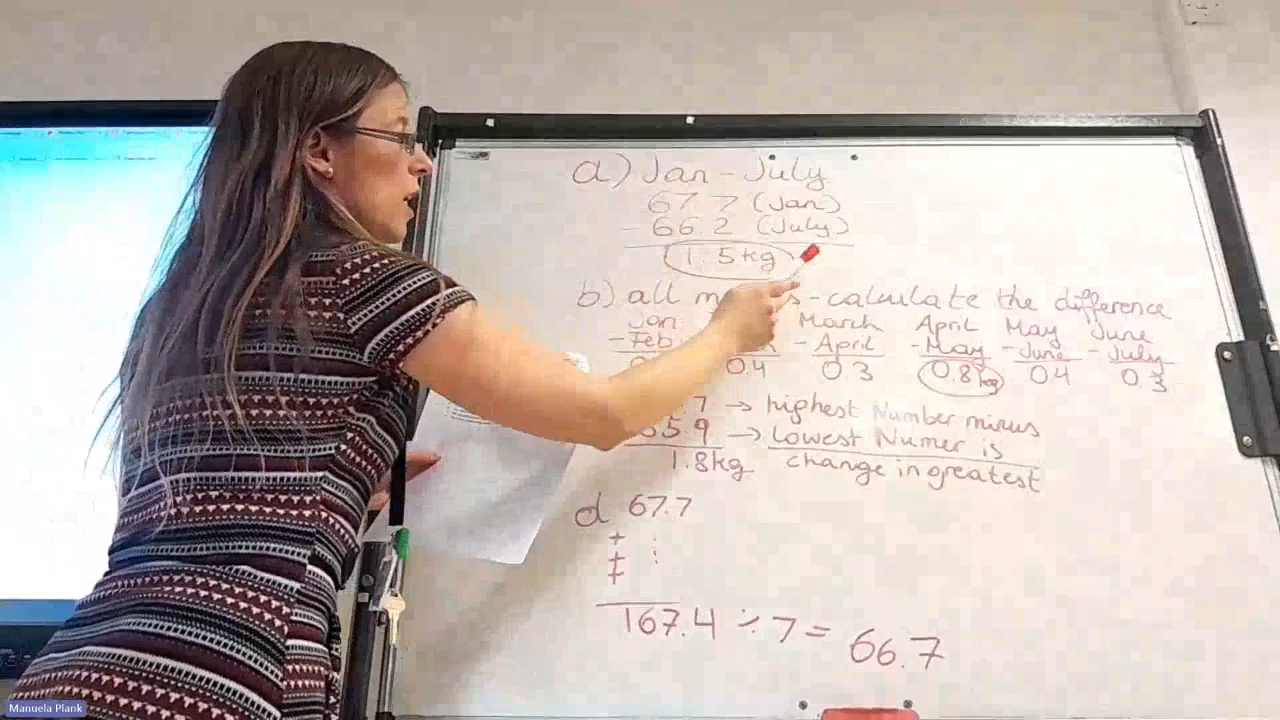 a) Jan - July
67.7 (Jan)
- 66.2 (July)
1.5kg
b) all - calculate the difference
Jan March April May June
- Feb - April - May - June - July
0.4 0.3 0.8kg 0.4 0.3
.7 → highest Number minus
5.9 → Lowest Numer is
1.8kg change in greatest
d 67.7
+
+
+
167.4 ÷ 7 = 66.7
Manuela Plank